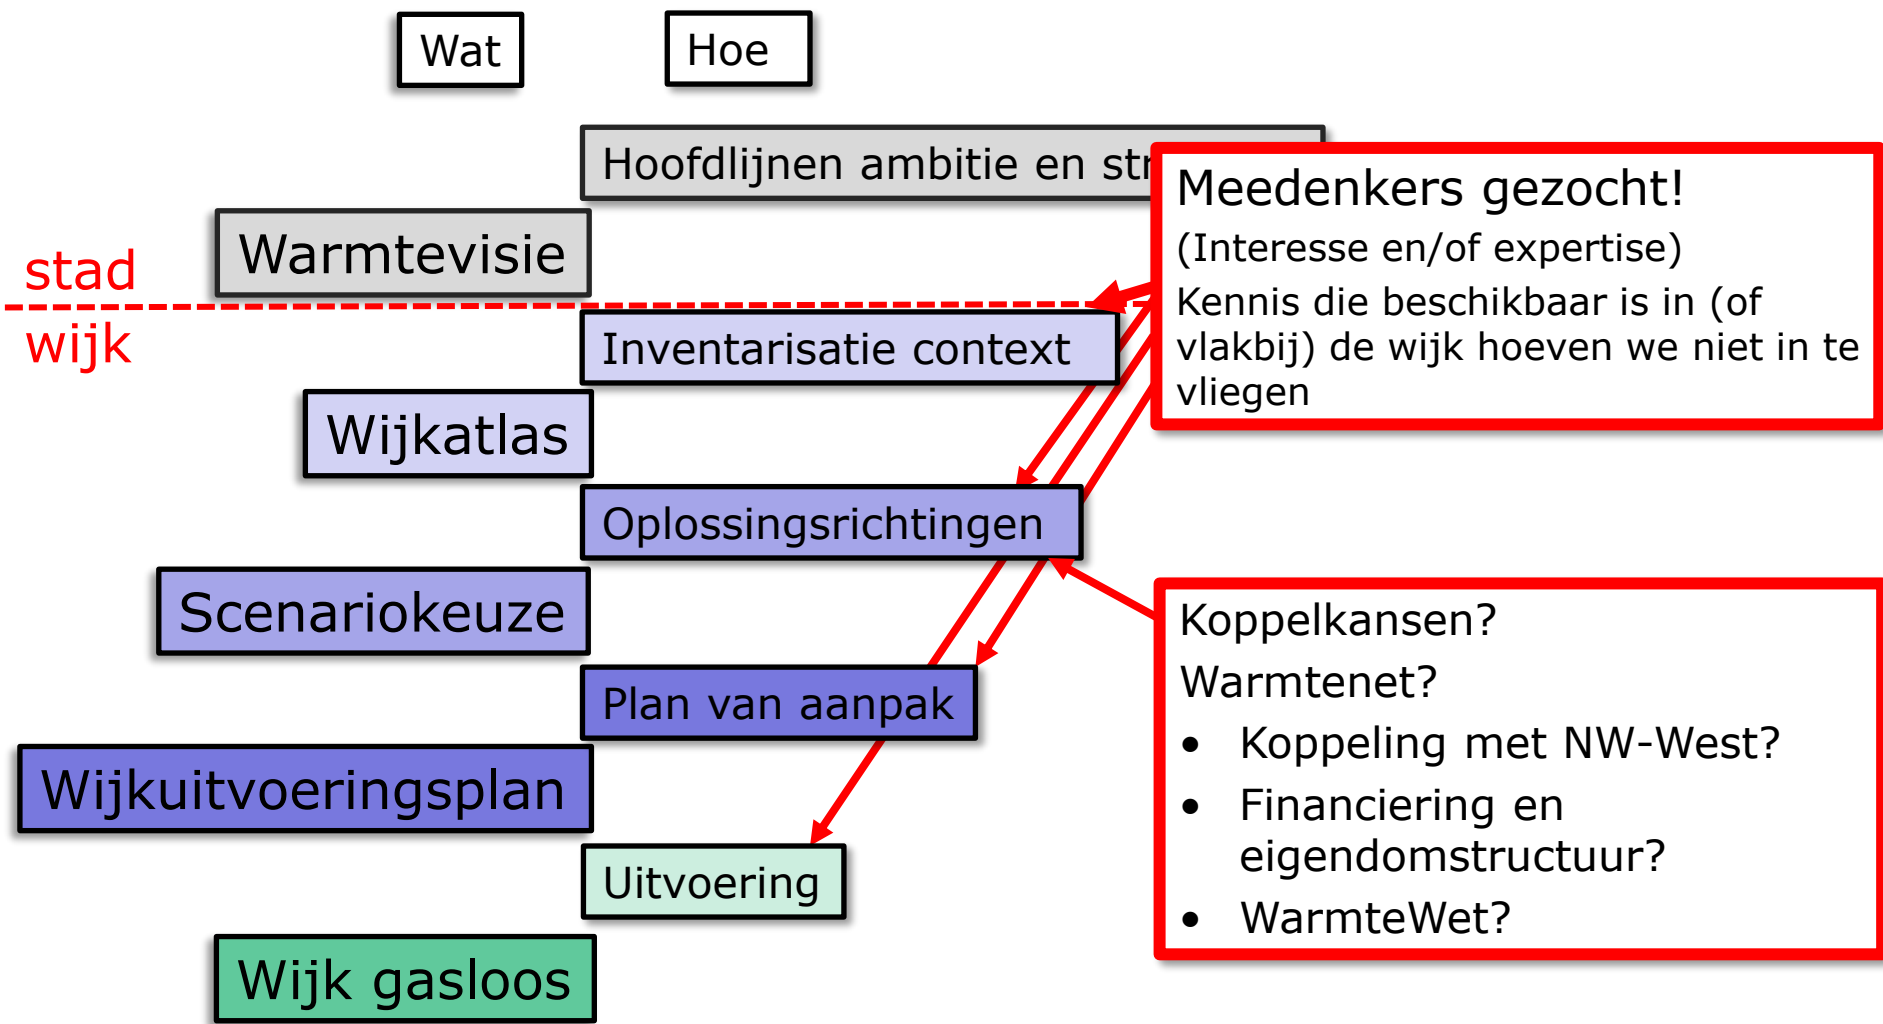 Wat
Hoe
Hoofdlijnen ambitie en
Warmtevisie
stad
wijk
Inventarisatie context
Wijkatlas
Oplossingsrichtingen
Scenariokeuze
Plan van aanpak
Wijkuitvoeringsplan
Uitvoering
Wijk gasloos
Meedenkers gezocht!
(Interesse en/of expertise)
Kennis die beschikbaar is in (of
vlakbij) de wijk hoeven we niet in te
vliegen
Koppelkansen?
Warmtenet?
• Koppeling met NW-West?
• Financiering en
eigendomstructuur?
• WarmteWet?